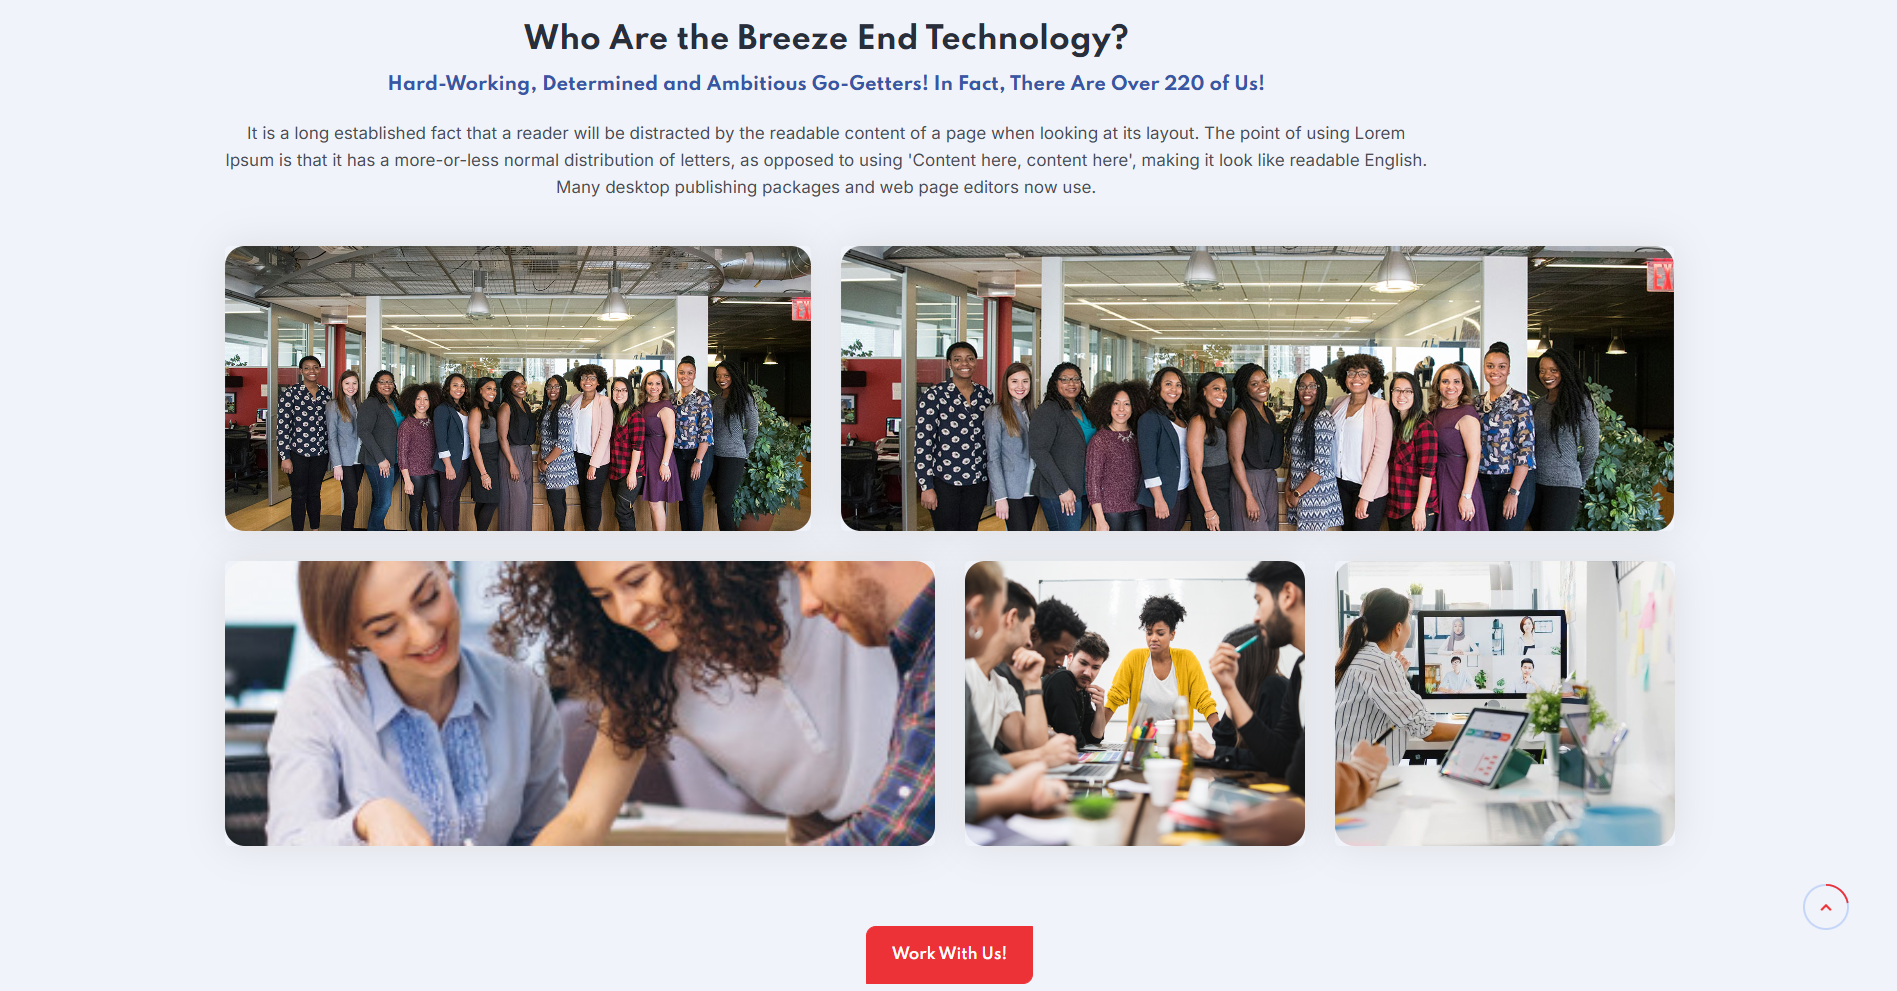 Who Are the Breeze End Technology?
Hard-Working, Determined and Ambitious Go-Getters! In Fact, There Are Over 220 of Us!
It is a long established fact that a reader will be distracted by the readable content of a page when looking at its layout. The point of using Lorem
Ipsum is that it has a more-or-less normal distribution of letters, as opposed to using 'Content here, content here', making it look like readable English.
Many desktop publishing packages and web page editors now use.
EX
EX
Work With Us!